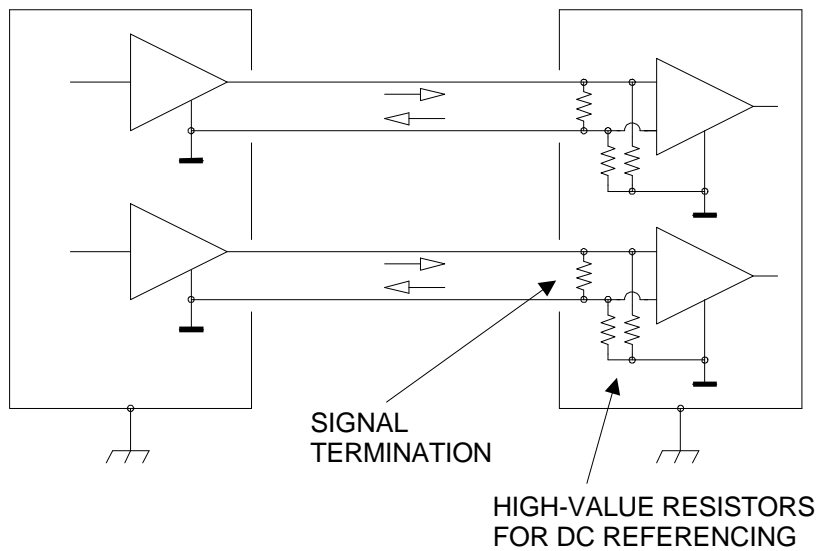 SIGNAL
TERMINATION
HIGH-VALUE RESISTORS
FOR DC REFERENCING